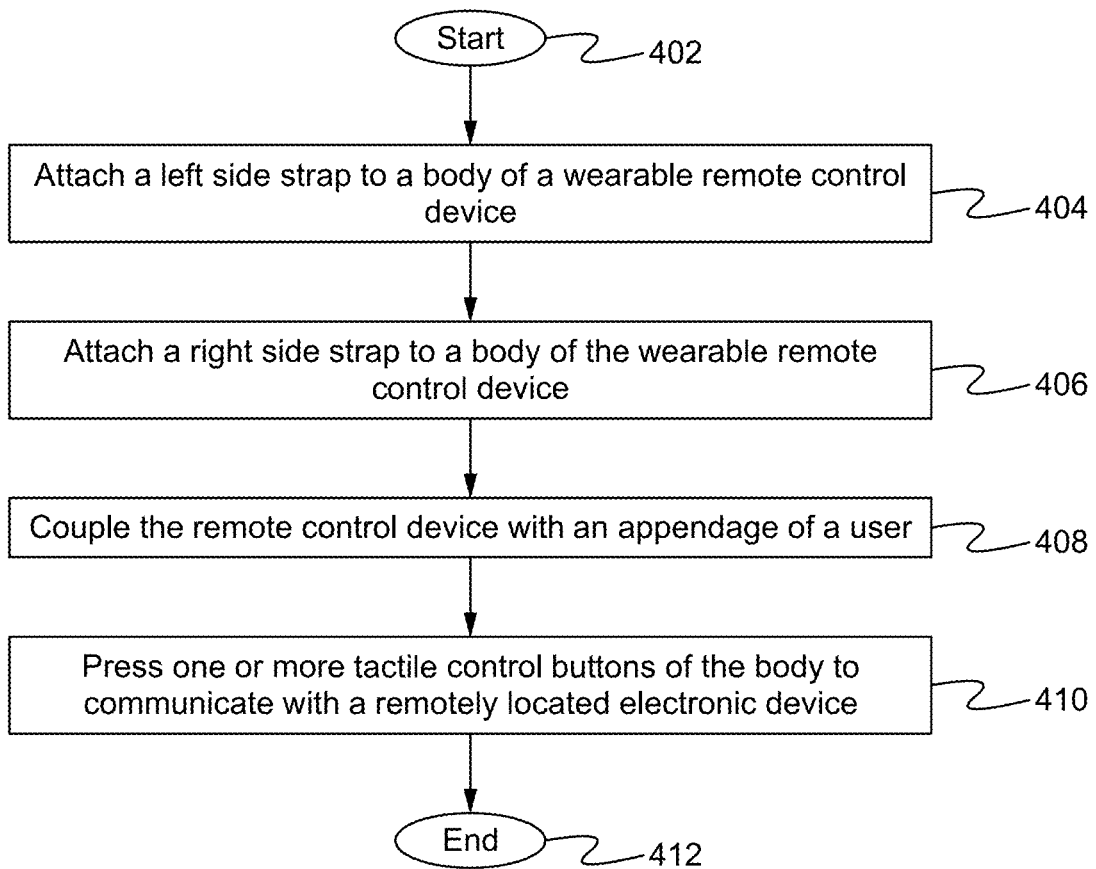 Start
402
Attach a left side strap to a body of a wearable remote control
device
404
Attach a right side strap to a body of the wearable remote
control device
406
Couple the remote control device with an appendage of a user
408
Press one or more tactile control buttons of the body to
communicate with a remotely located electronic device
410
End
412